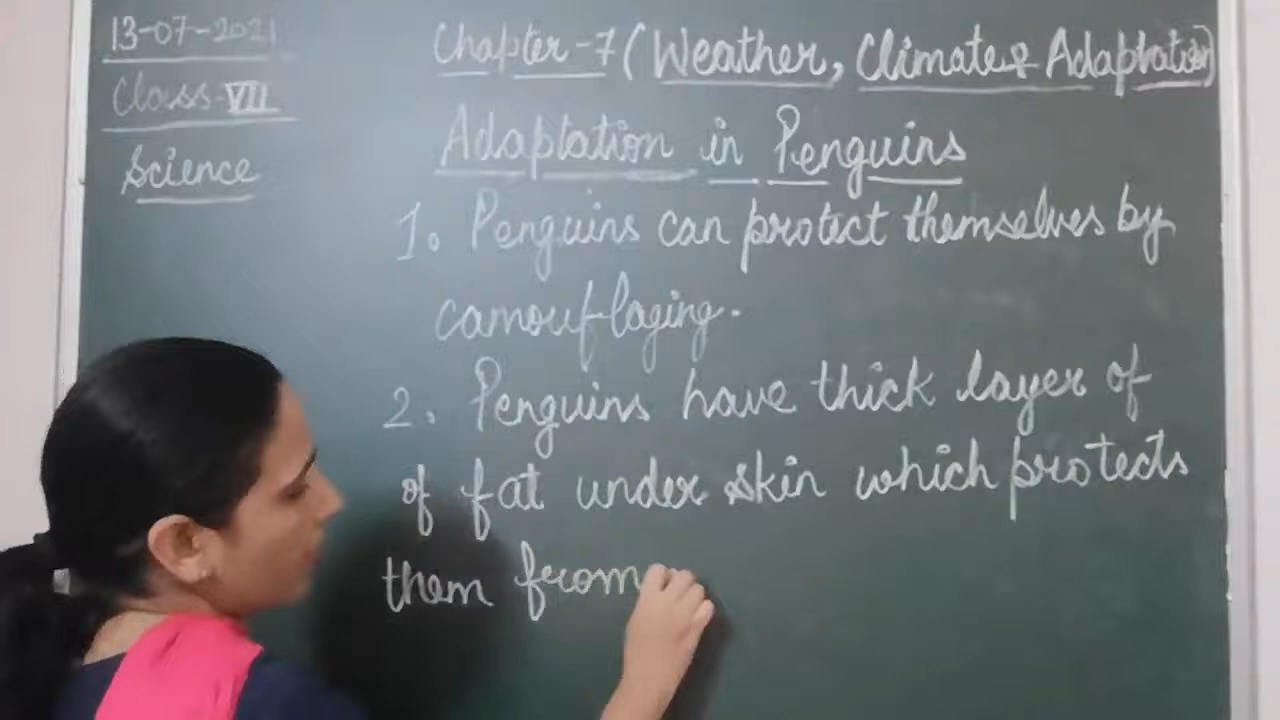 13-07-2021
Class-VII
Science
Chapter-7 (Weather, Climate & Adaptation)
Adaptation in Penguins
1. Penguins can protect themselves by
camouflaging.
2. Penguins have thick layer of
of fat under skin which protects
them from